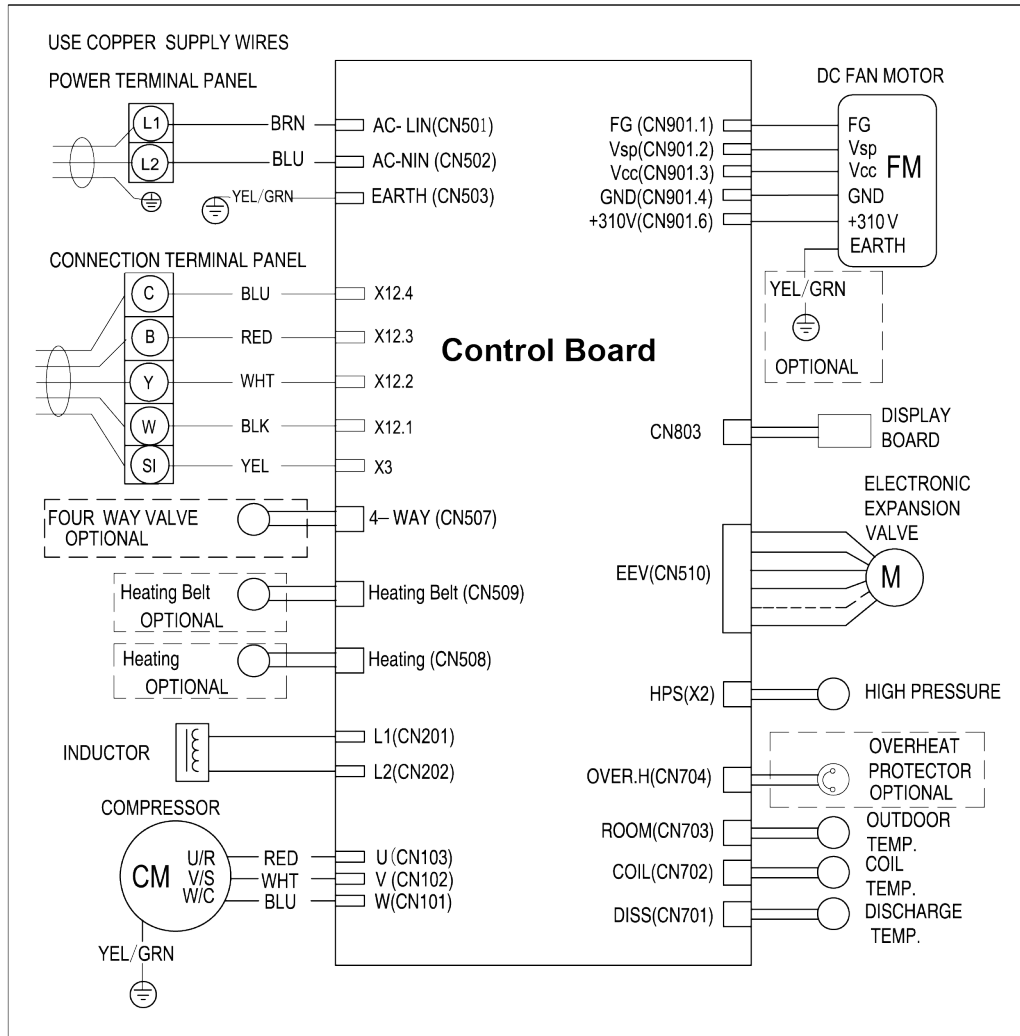 USE COPPER SUPPLY WIRES
POWER TERMINAL PANEL
L1
BRN
AC- LIN(CN501)
L2
BLU
AC-NIN (CN502)
YEL/GRN
EARTH (CN503)
CONNECTION TERMINAL PANEL
C
BLU
X12.4
B
RED
X12.3
Y
WHT
X12.2
W
BLK
X12.1
SI
YEL
X3
FOUR WAY VALVE
OPTIONAL
4-WAY (CN507)
Heating Belt
OPTIONAL
Heating Belt (CN509)
Heating
OPTIONAL
Heating (CN508)
INDUCTOR
L1(CN201)
L2(CN202)
COMPRESSOR
CM
U/R
V/S
W/C
RED
WHT
BLU
U(CN103)
V (CN102)
W(CN101)
YEL/GRN
Control Board
DC FAN MOTOR
FG (CN901.1)
Vsp(CN901.2)
Vcc(CN901.3)
GND(CN901.4)
+310V(CN901.6)
FG
Vsp
Vcc
FM
GND
+310V
EARTH
YEL/GRN
OPTIONAL
CN803
DISPLAY
BOARD
ELECTRONIC
EXPANSION
VALVE
EEV(CN510)
M
HPS(X2)
HIGH PRESSURE
OVER.H(CN704)
OVERHEAT
PROTECTOR
OPTIONAL
ROOM(CN703)
OUTDOOR
TEMP.
COIL(CN702)
COIL
TEMP.
DISS(CN701)
DISCHARGE
TEMP.